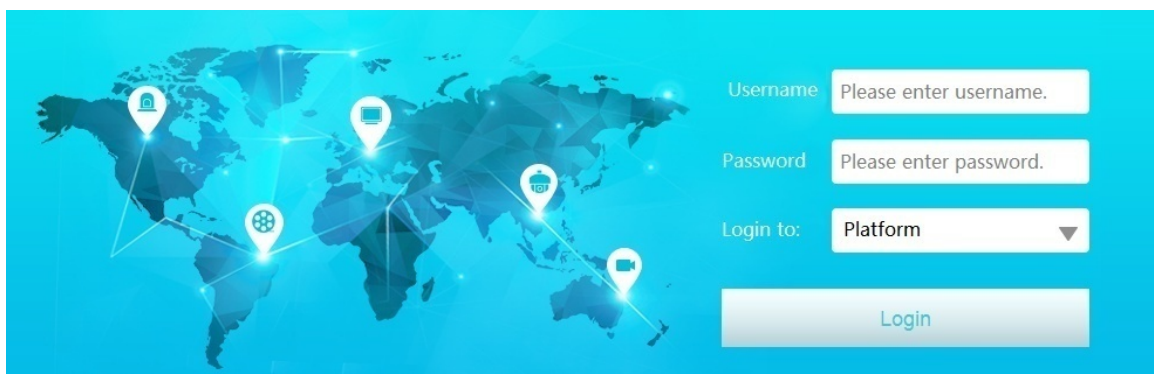 Username Please enter username.
Password Please enter password.
Login to: Platform
Login